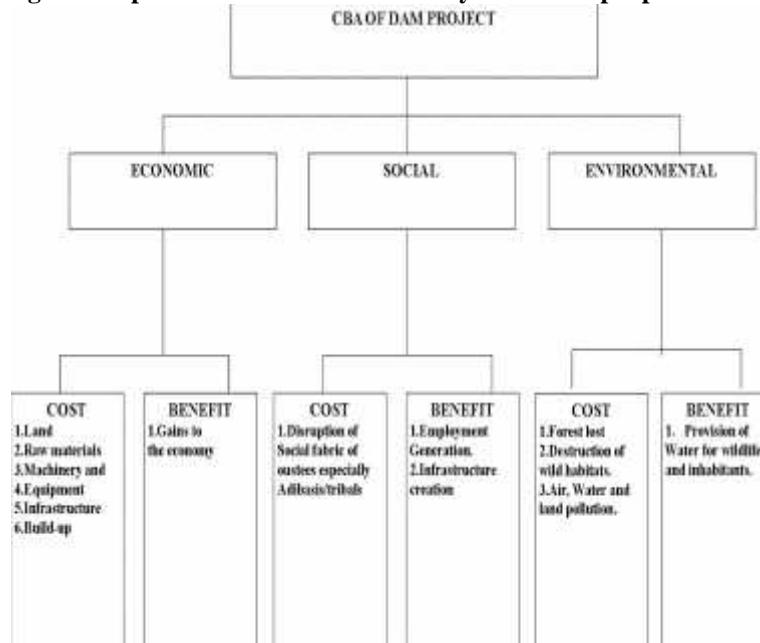 CBA OF DAM PROJECT
ECONOMIC
SOCIAL
ENVIRONMENTAL
COST
1.Land
2.Raw materials
3.Machinery and
4.Equipment
5.Infrastructure
6.Build-up
BENEFIT
1.Gains to
the economy
COST
1.Disruption of
Social fabric of
oustees especially
Adibasis/tribals
BENEFIT
1.Employment
Generation.
2.Infrastructure
creation
COST
1.Forest lost
2.Destruction of
wild habitats.
3.Air, Water and
land pollution.
BENEFIT
1. Provision of
Water for wildlife
and inhabitants.